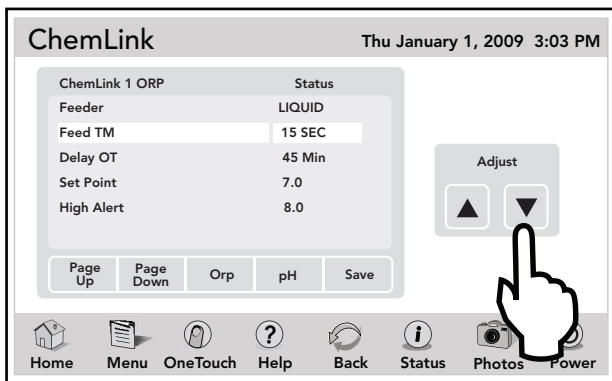 ChemLink Thu January 1, 2009 3:03 PM
ChemLink 1 ORP Status
Feeder LIQUID
Feed TM 15 SEC
Delay OT 45 Min
Set Point 7.0
High Alert 8.0
Adjust
Page Up Page Down Orp pH Save
Home Menu OneTouch Help Back Status Photos Power